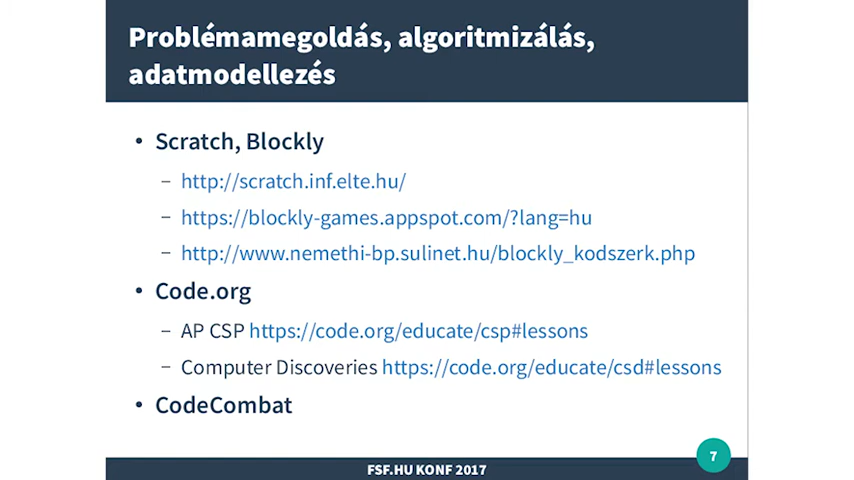 Problémamegoldás, algoritmizálás,
adatmodellezés
• Scratch, Blockly
– http://scratch.inf.elte.hu/
– https://blockly-games.appspot.com/?lang=hu
– http://www.nemethi-bp.sulinet.hu/blockly_kodszerk.php
• Code.org
– AP CSP https://code.org/educate/csp#lessons
– Computer Discoveries https://code.org/educate/csd#lessons
• CodeCombat
7
FSF.HU KONF 2017